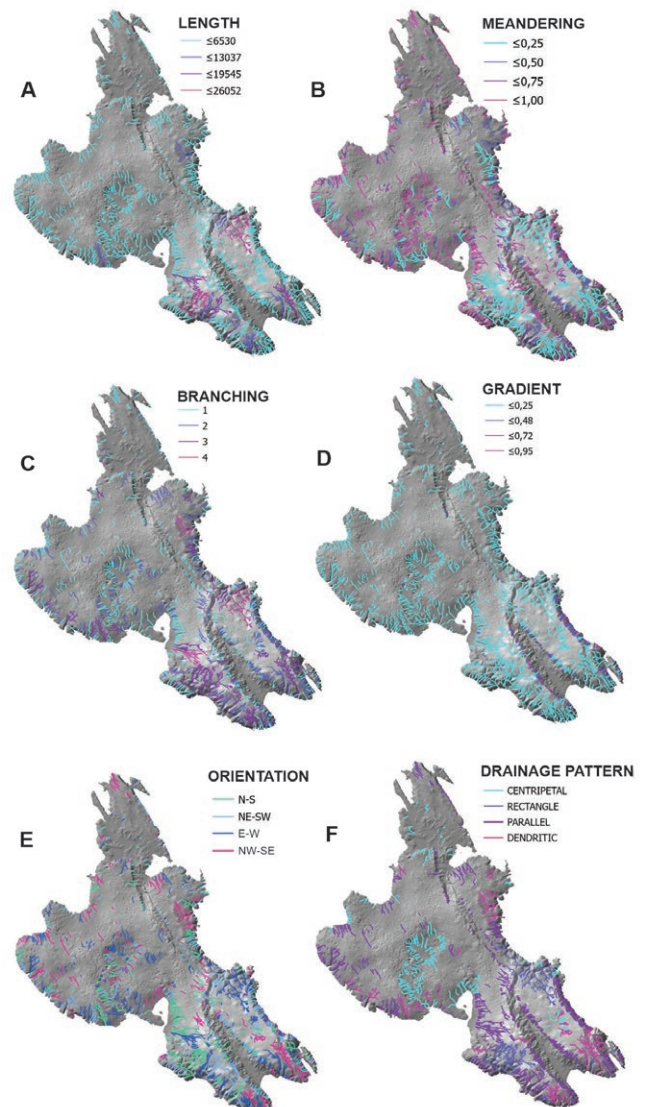 LENGTH
≤6530
≤13037
≤19545
≤26052
A
MEANDERING
≤0,25
≤0,50
≤0,75
≤1,00
B
BRANCHING
1
2
3
4
C
GRADIENT
≤0,25
≤0,48
≤0,72
≤0,95
D
ORIENTATION
N-S
NE-SW
E-W
NW-SE
E
DRAINAGE PATTERN
CENTRIPETAL
RECTANGLE
PARALLEL
DENDRITIC
F